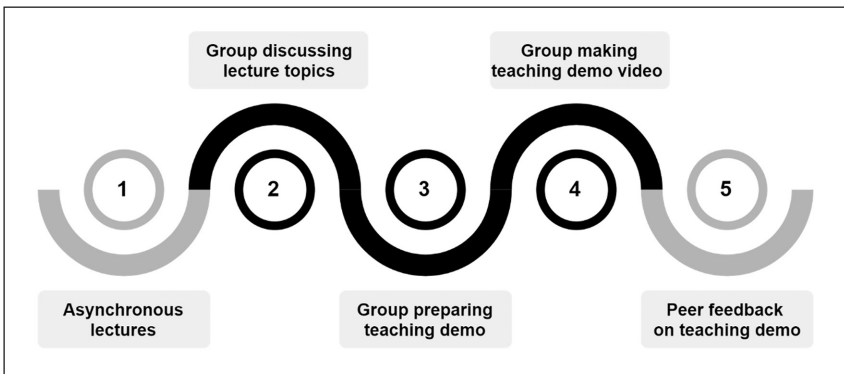 Group discussing
lecture topics
Group making
teaching demo video
1
2
3
4
5
Asynchronous
lectures
Group preparing
teaching demo
Peer feedback
on teaching demo